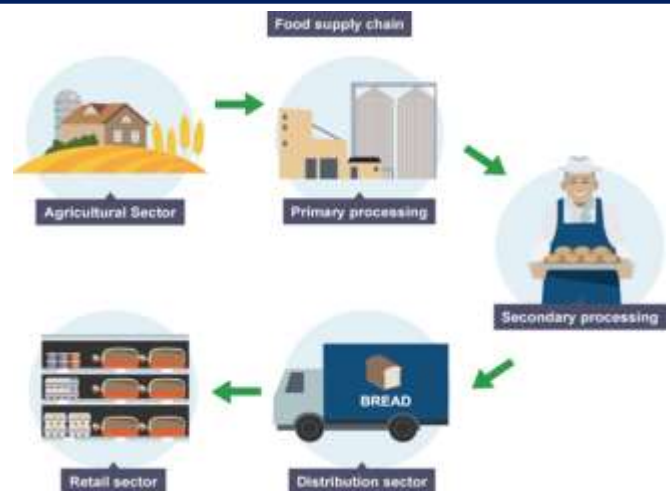 Food supply chain
Agricultural Sector
Primary processing
Secondary processing
BREAD
Distribution sector
Retail sector